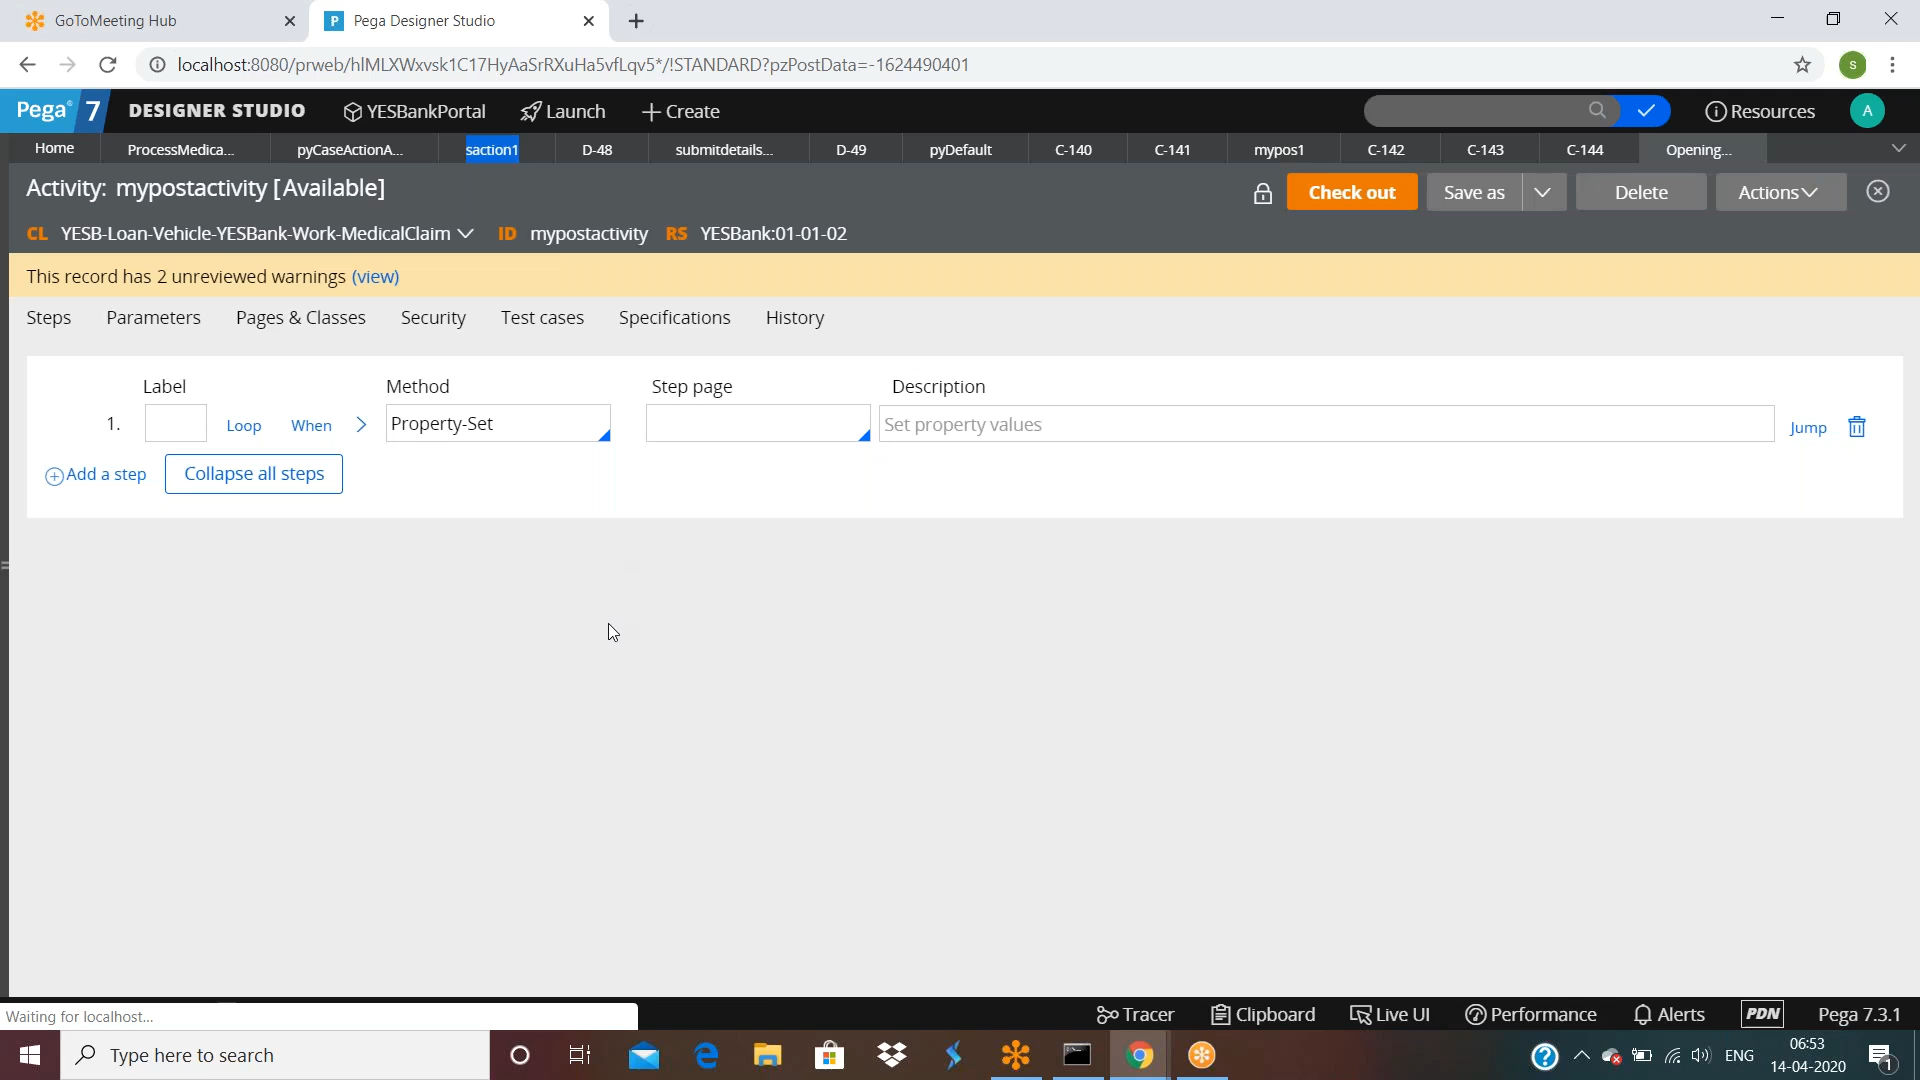 GoToMeeting Hub
P Pega Designer Studio
localhost:8080/prweb/hIMLXWxvsk1C17HyAaSrRXuHa5vfLqv5*/!STANDARD?pzPostData=-1624490401
s
Pega 7 DESIGNER STUDIO YESBankPortal Launch Create Resources A
Home ProcessMedica... pyCaseActionA... saction1 D-48 submitdetails... D-49 pyDefault C-140 C-141 mypos1 C-142 C-143 C-144 Opening...
Activity: mypostactivity [Available]
Check out Save as Delete Actions
CL YESB-Loan-Vehicle-YESBank-Work-MedicalClaim ID mypostactivity RS YESBank:01-01-02
This record has 2 unreviewed warnings (view)
Steps Parameters Pages & Classes Security Test cases Specifications History
Label Method Step page Description
1. Loop When Property-Set Set property values Jump
Add a step Collapse all steps
Waiting for localhost...
Tracer Clipboard Live UI Performance Alerts PDN Pega 7.3.1
Type here to search
ENG
06:53
14-04-2020
1